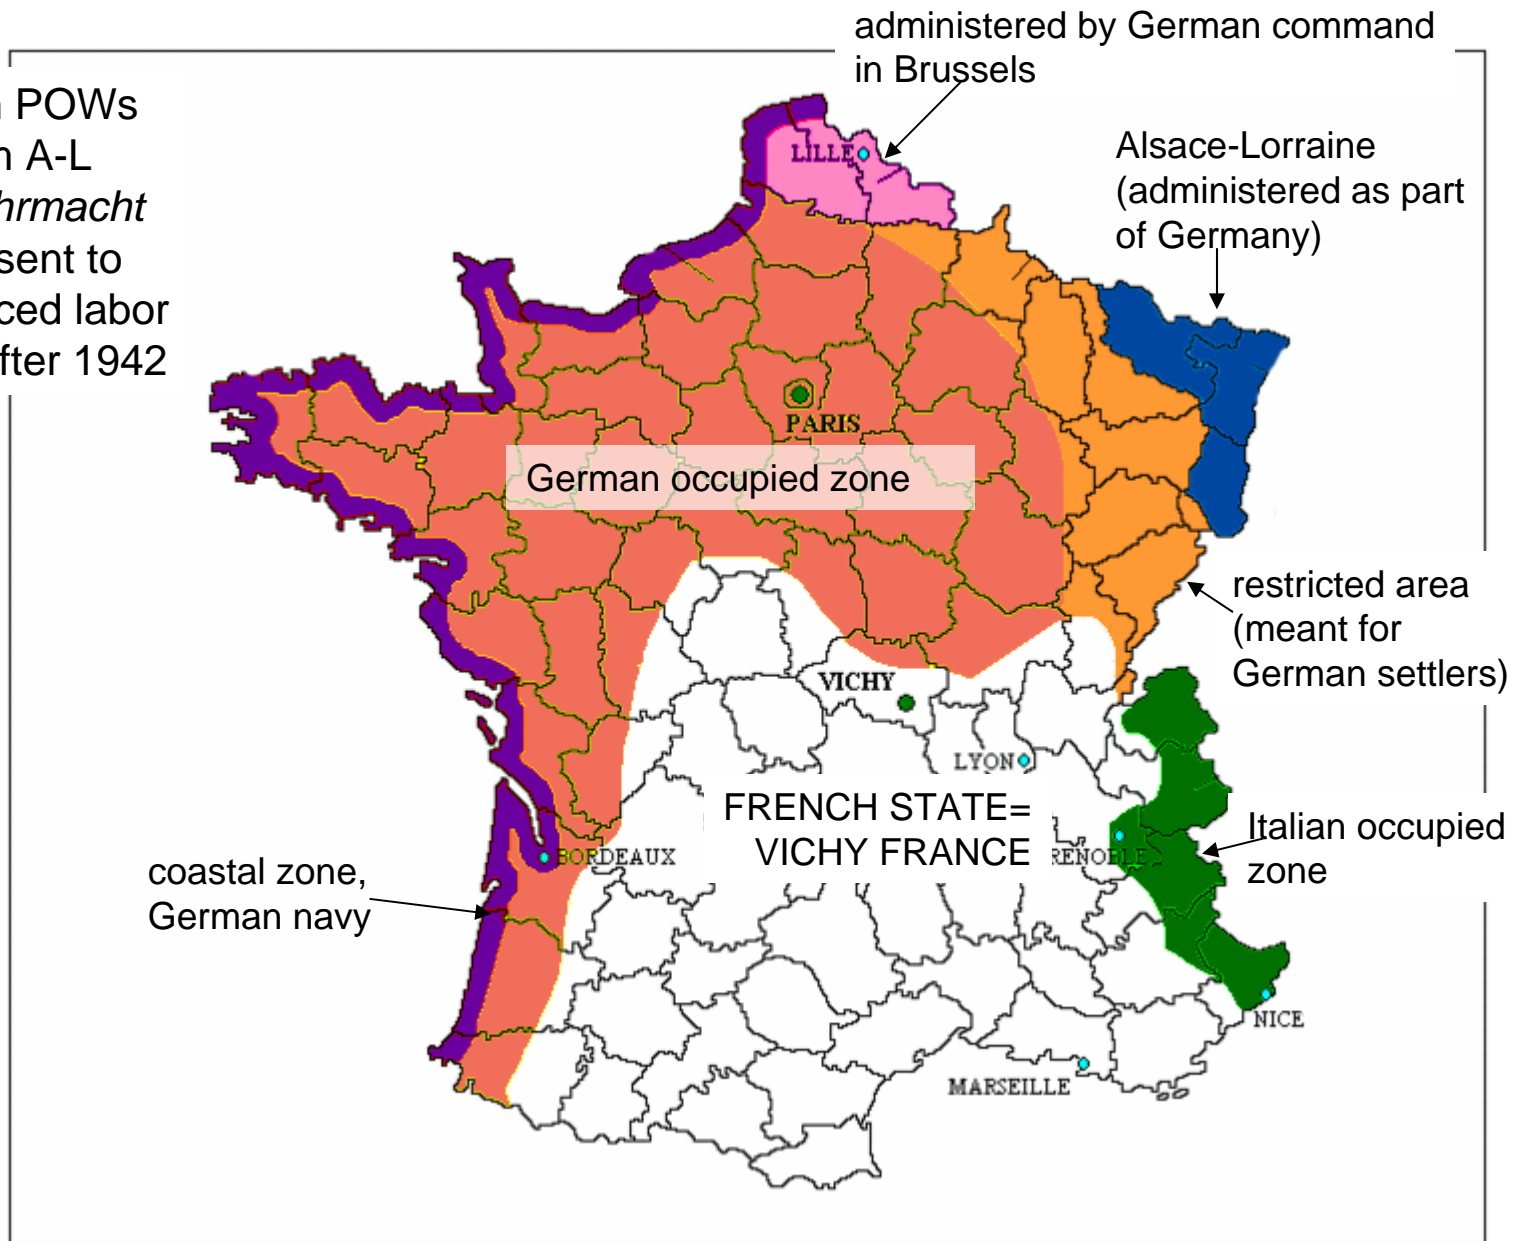 administered by German command
in Brussels
POWs
A-L
hrmacht
sent to
ced labor
fter 1942
LILLE
Alsace-Lorraine
(administered as part
of Germany)
PARIS
German occupied zone
restricted area
(meant for
German settlers)
VICHY
LYON
FRENCH STATE=
VICHY FRANCE
RENOBLE
Italian occupied
zone
BORDEAUX
coastal zone,
German navy
NICE
MARSEILLE